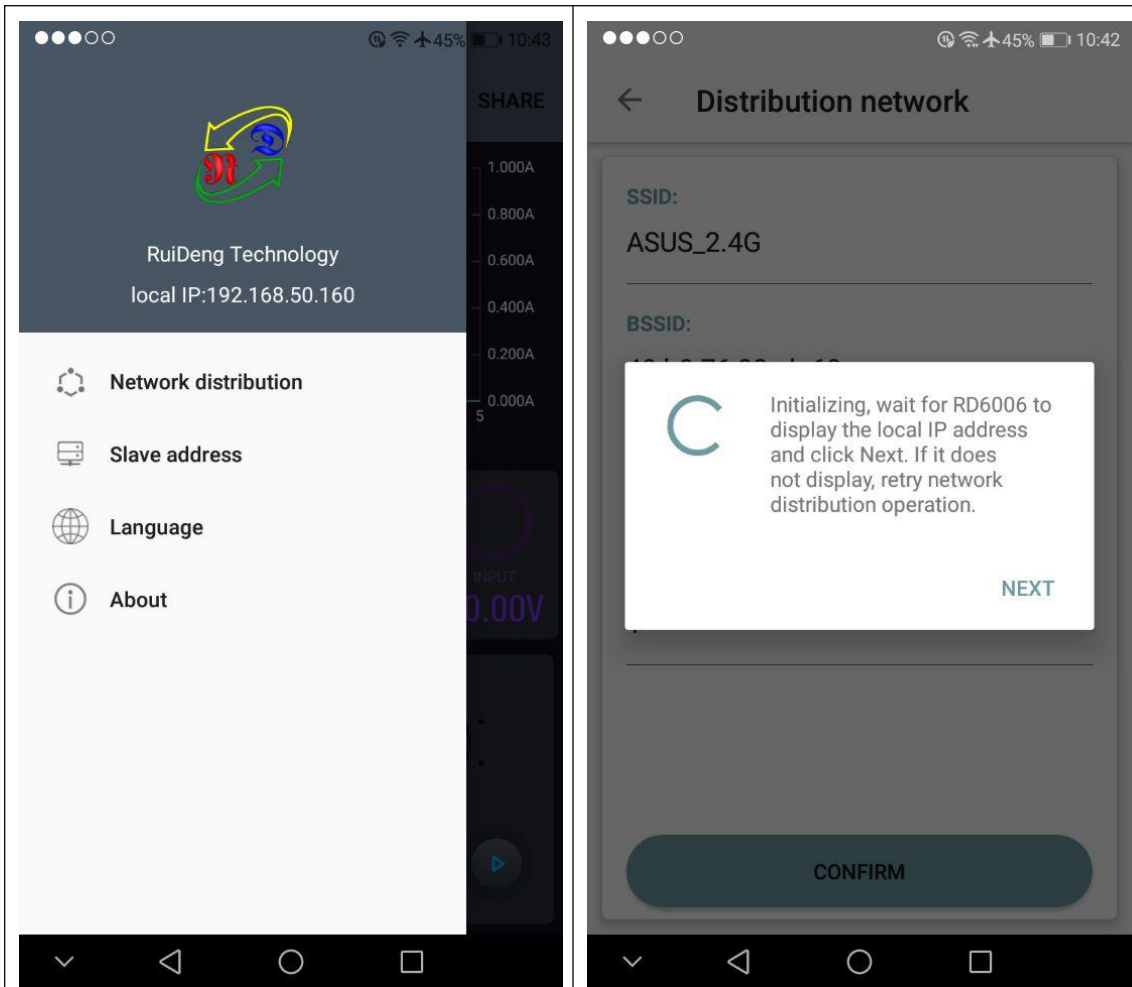 45% 10:43
SHARE
RD
RuiDeng Technology
local IP:192.168.50.160
1.000A
0.800A
0.600A
0.400A
0.200A
0.000A
5
Network distribution
Slave address
Language
About
INPUT
0.00V
45% 10:42
Distribution network
SSID:
ASUS_2.4G
BSSID:
Initializing, wait for RD6006 to
display the local IP address
and click Next. If it does
not display, retry network
distribution operation.
NEXT
CONFIRM